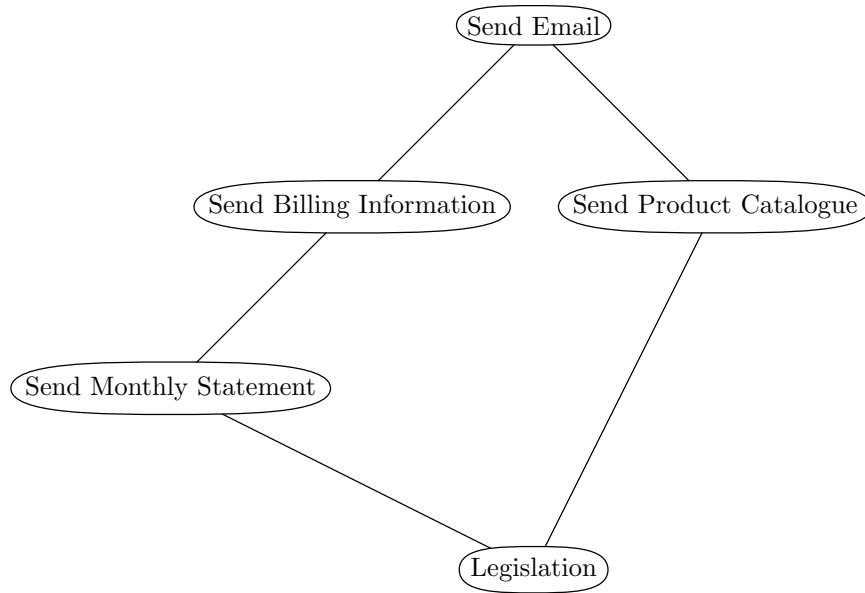 Send Email
Send Billing Information
Send Product Catalogue
Send Monthly Statement
Legislation